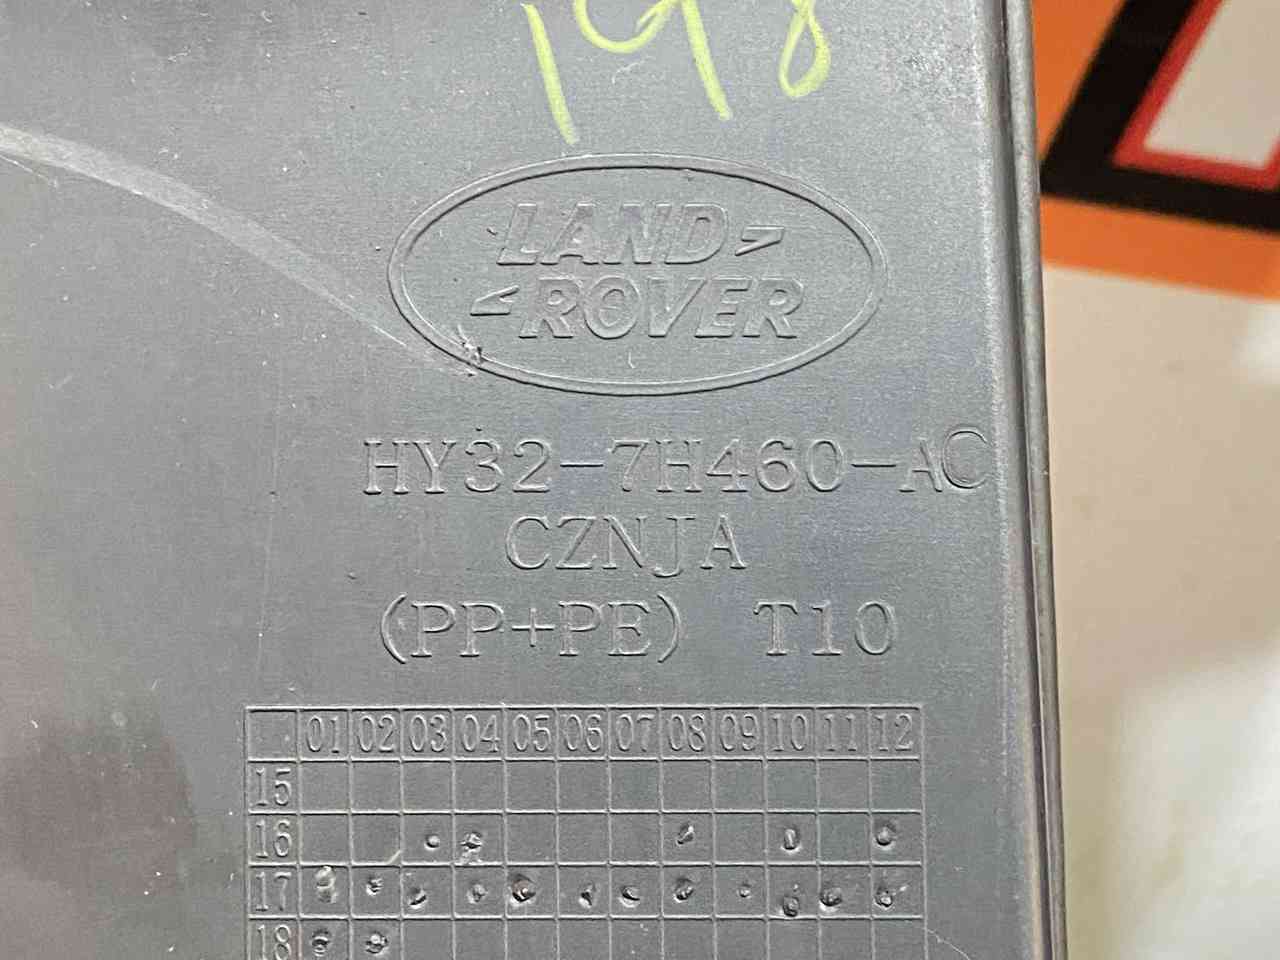 198
LAND
ROVER
HY32-7H460-AC
CZNJA
(PP+PE) T10
01 02 03 04 05 06 07 08 09 10 11 12
15
16
17
18